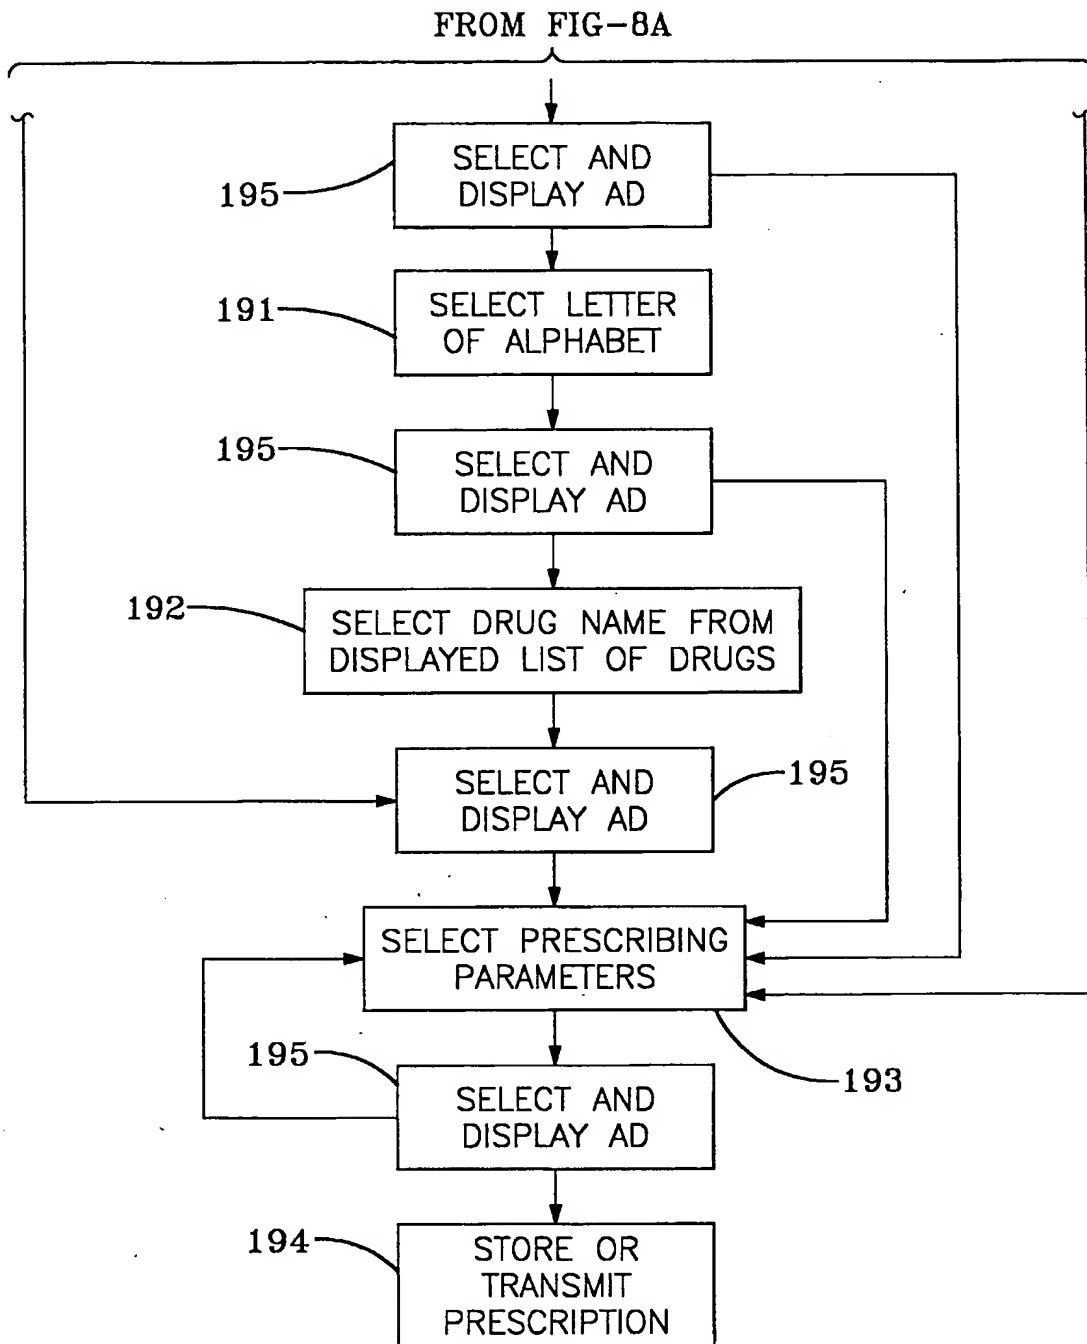 FROM FIG-8A
195
SELECT AND
DISPLAY AD
191
SELECT LETTER
OF ALPHABET
195
SELECT AND
DISPLAY AD
192
SELECT DRUG NAME FROM
DISPLAYED LIST OF DRUGS
SELECT AND
DISPLAY AD
195
SELECT PRESCRIBING
PARAMETERS
193
195
SELECT AND
DISPLAY AD
194
STORE OR
TRANSMIT
PRESCRIPTION